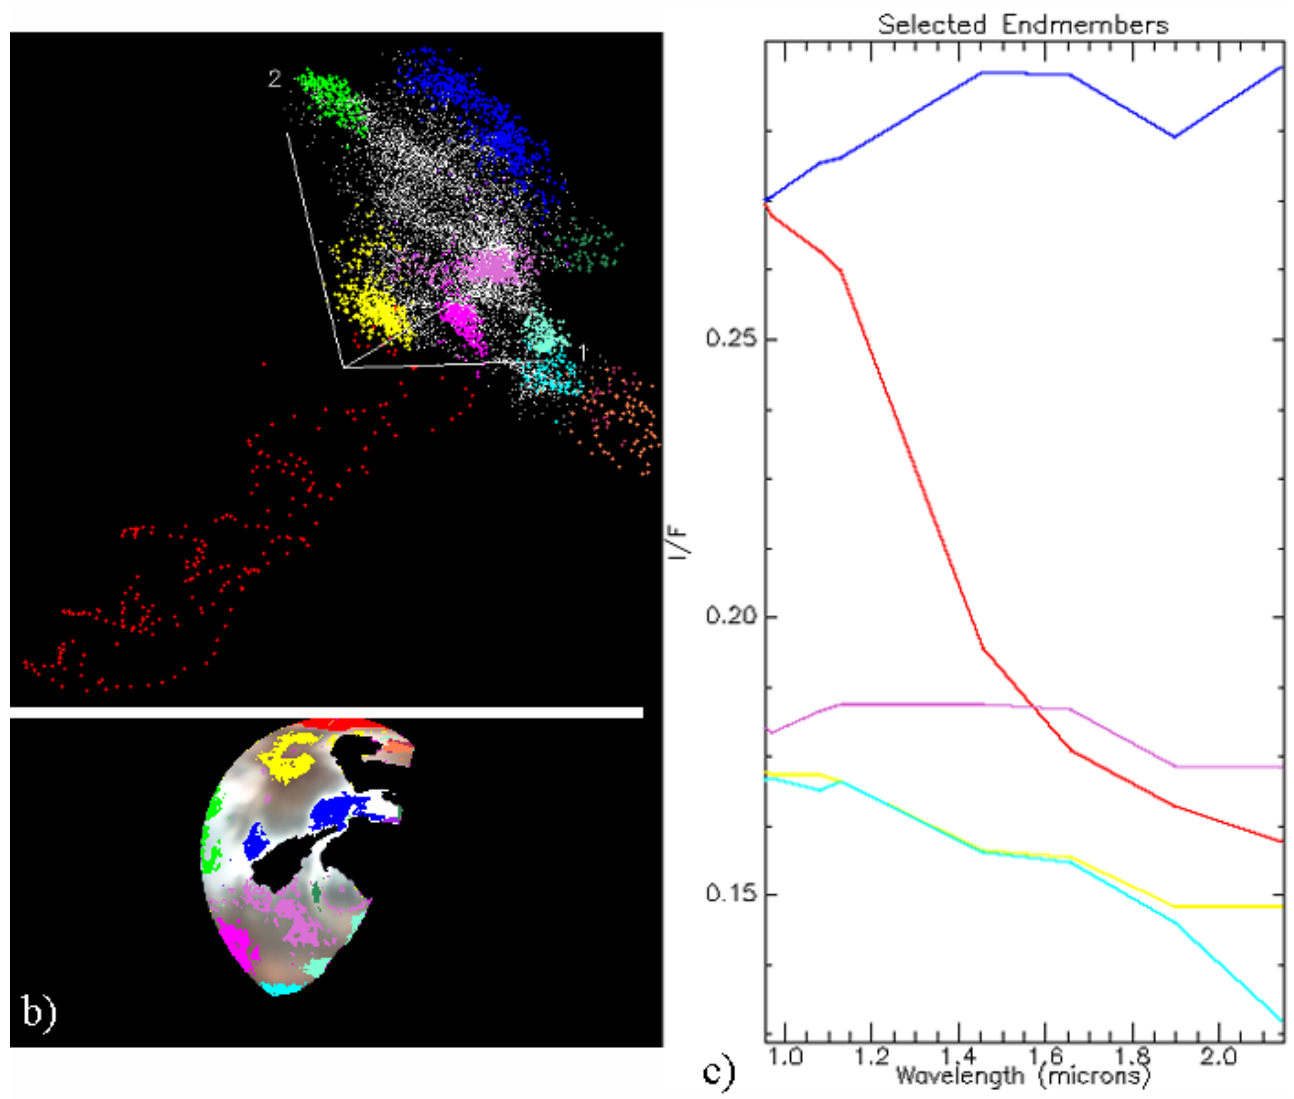 Selected Endmembers
2
1
b)
I/F
0.25
0.20
0.15
1.0 1.2 1.4 1.6 1.8 2.0
Wavelength (microns)
c)